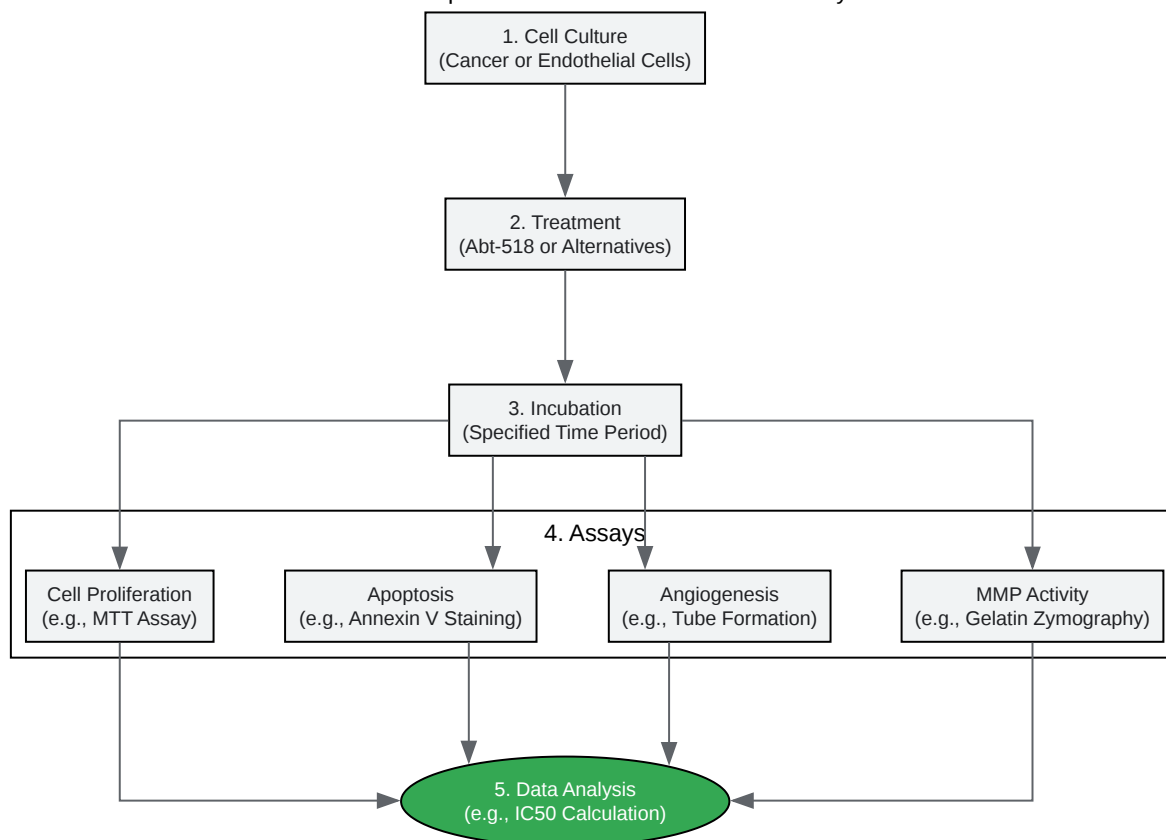 1. Cell Culture
(Cancer or Endothelial Cells)
2. Treatment
(Abt-518 or Alternatives)
3. Incubation
(Specified Time Period)
4. Assays
Cell Proliferation
(e.g., MTT Assay)
Apoptosis
(e.g., Annexin V Staining)
Angiogenesis
(e.g., Tube Formation)
MMP Activity
(e.g., Gelatin Zymography)
5. Data Analysis
(e.g., IC50 Calculation)